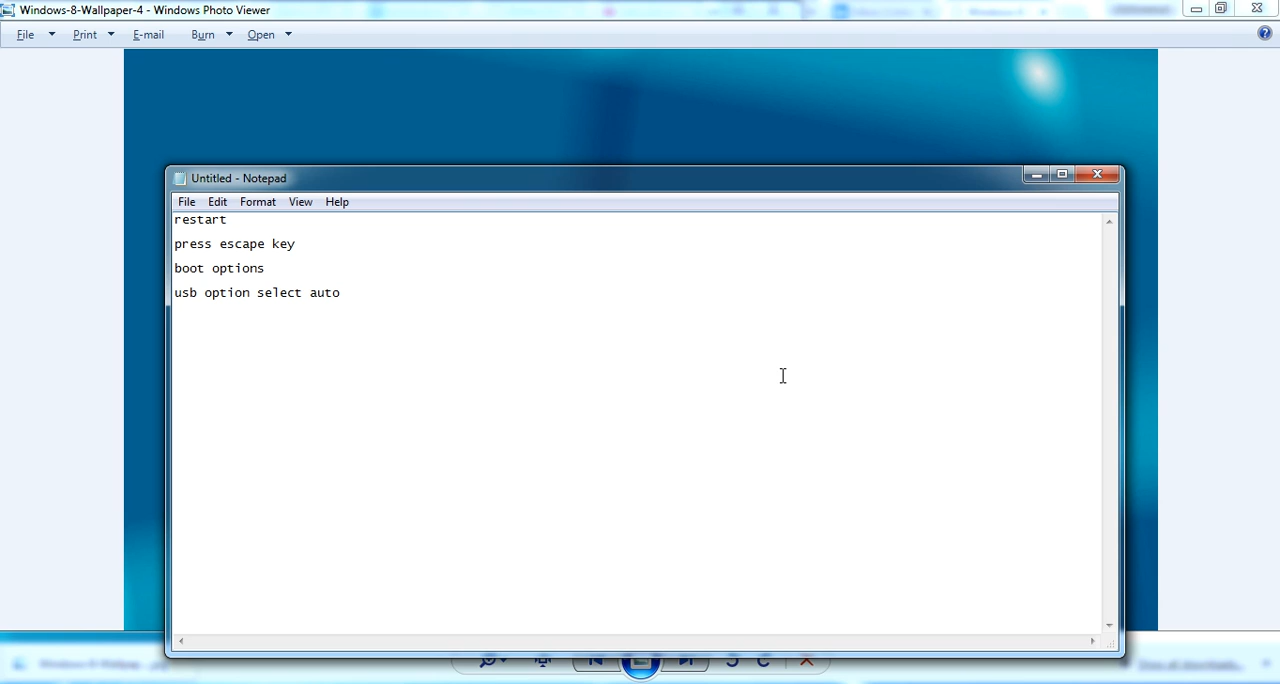 Windows-8-Wallpaper-4 - Windows Photo Viewer
File Print E-mail Burn Open
Untitled - Notepad
File Edit Format View Help
restart
press escape key
boot options
usb option select auto